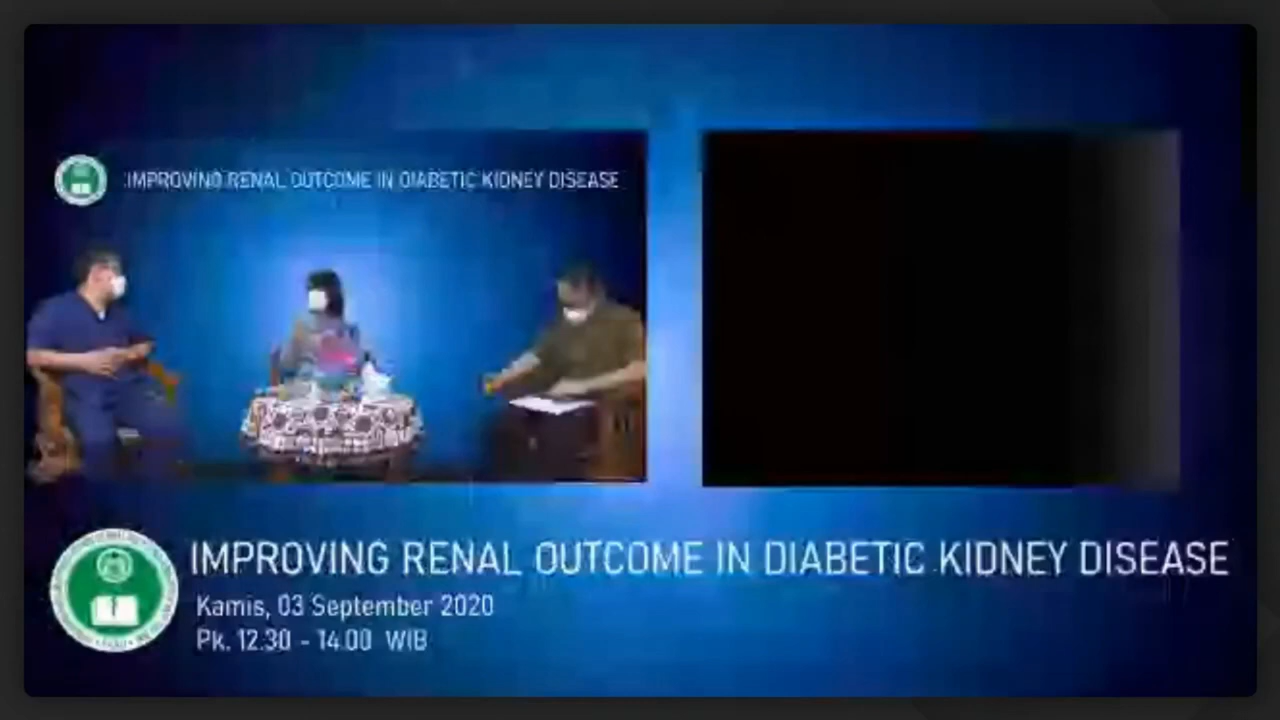 IMPROVING RENAL OUTCOME IN DIABETIC KIDNEY DISEASE
IMPROVING RENAL OUTCOME IN DIABETIC KIDNEY DISEASE
Kamis, 03 September 2020
Pk. 12.30 - 14.00 WIB